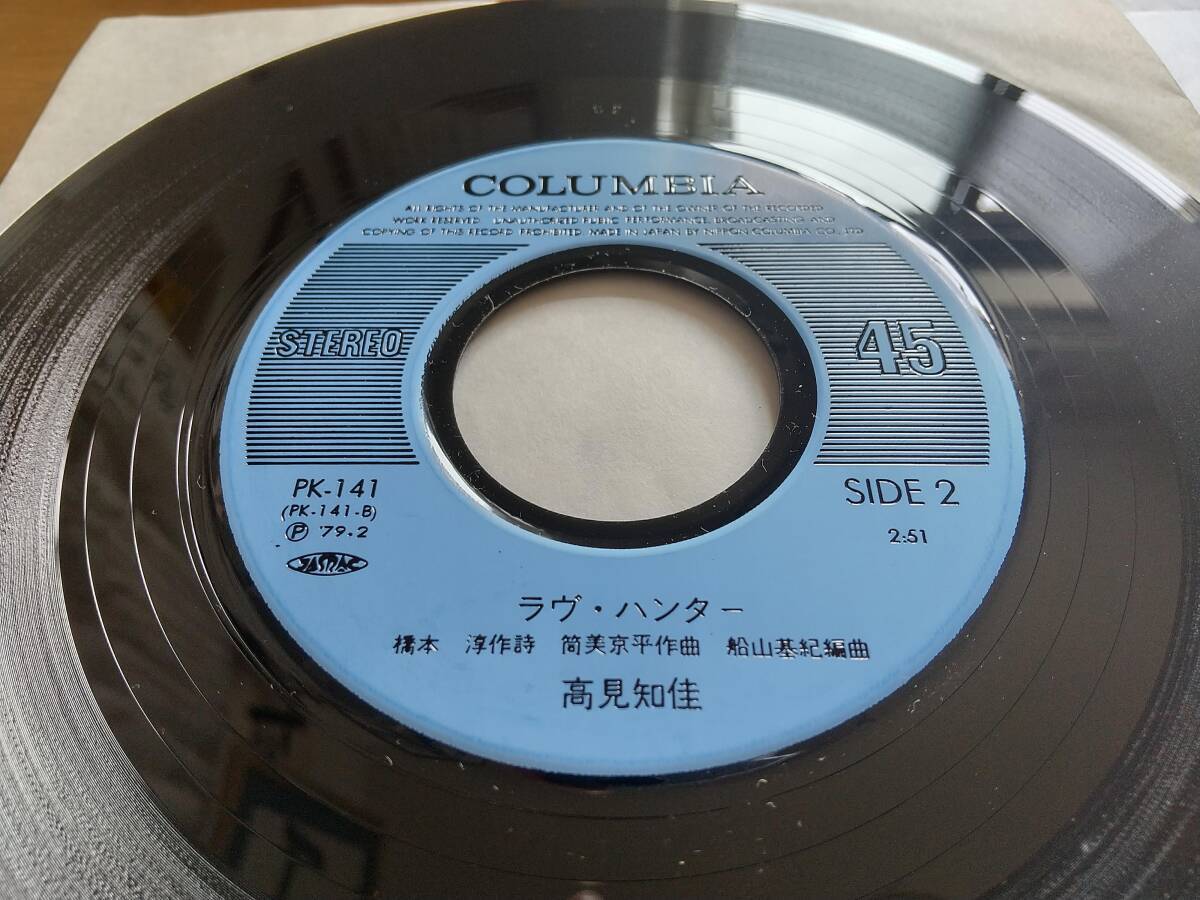 COLUMBIA
ALL RIGHTS OF THE MANUFACTURER AND OF THE OWNER OF THE RECORDED
WORK RESERVED. UNAUTHORIZED PUBLIC PERFORMANCE, BROADCASTING AND
COPYING OF THIS RECORD PROHIBITED. MADE IN JAPAN BY NIPPON COLUMBIA CO., LTD.
STEREO
45
PK-141
(PK-141-B)
Ⓟ '79.2
JASRAC
SIDE 2
2:51
ラヴ・ハンター
橋本 淳作詩 筒美京平作曲 船山基紀編曲
高見知佳